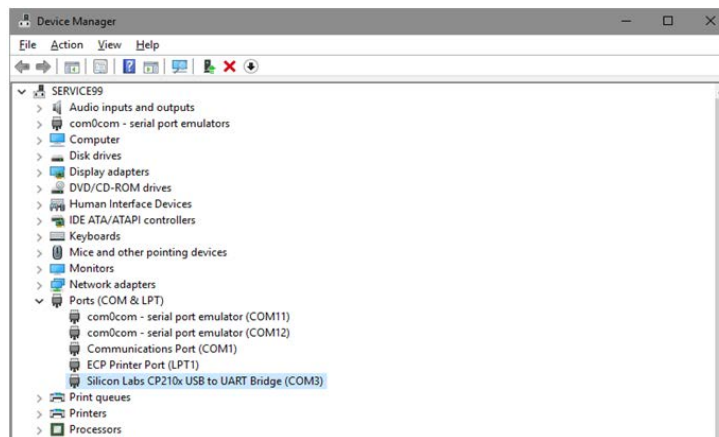 Device Manager
File Action View Help
SERVICE99
Audio inputs and outputs
com0com - serial port emulators
Computer
Disk drives
Display adapters
DVD/CD-ROM drives
Human Interface Devices
IDE ATA/ATAPI controllers
Keyboards
Mice and other pointing devices
Monitors
Network adapters
Ports (COM & LPT)
com0com - serial port emulator (COM11)
com0com - serial port emulator (COM12)
Communications Port (COM1)
ECP Printer Port (LPT1)
Silicon Labs CP210x USB to UART Bridge (COM3)
Print queues
Printers
Processors